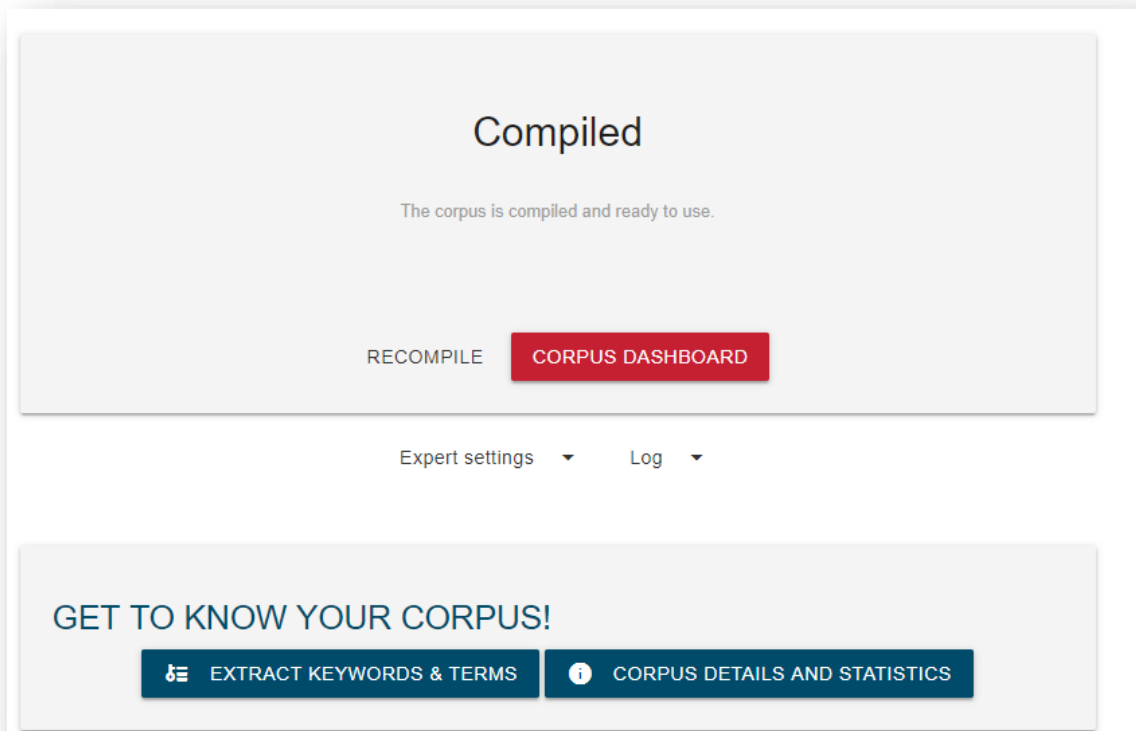 Compiled
The corpus is compiled and ready to use.
RECOMPILE CORPUS DASHBOARD
Expert settings Log
GET TO KNOW YOUR CORPUS!
EXTRACT KEYWORDS & TERMS CORPUS DETAILS AND STATISTICS